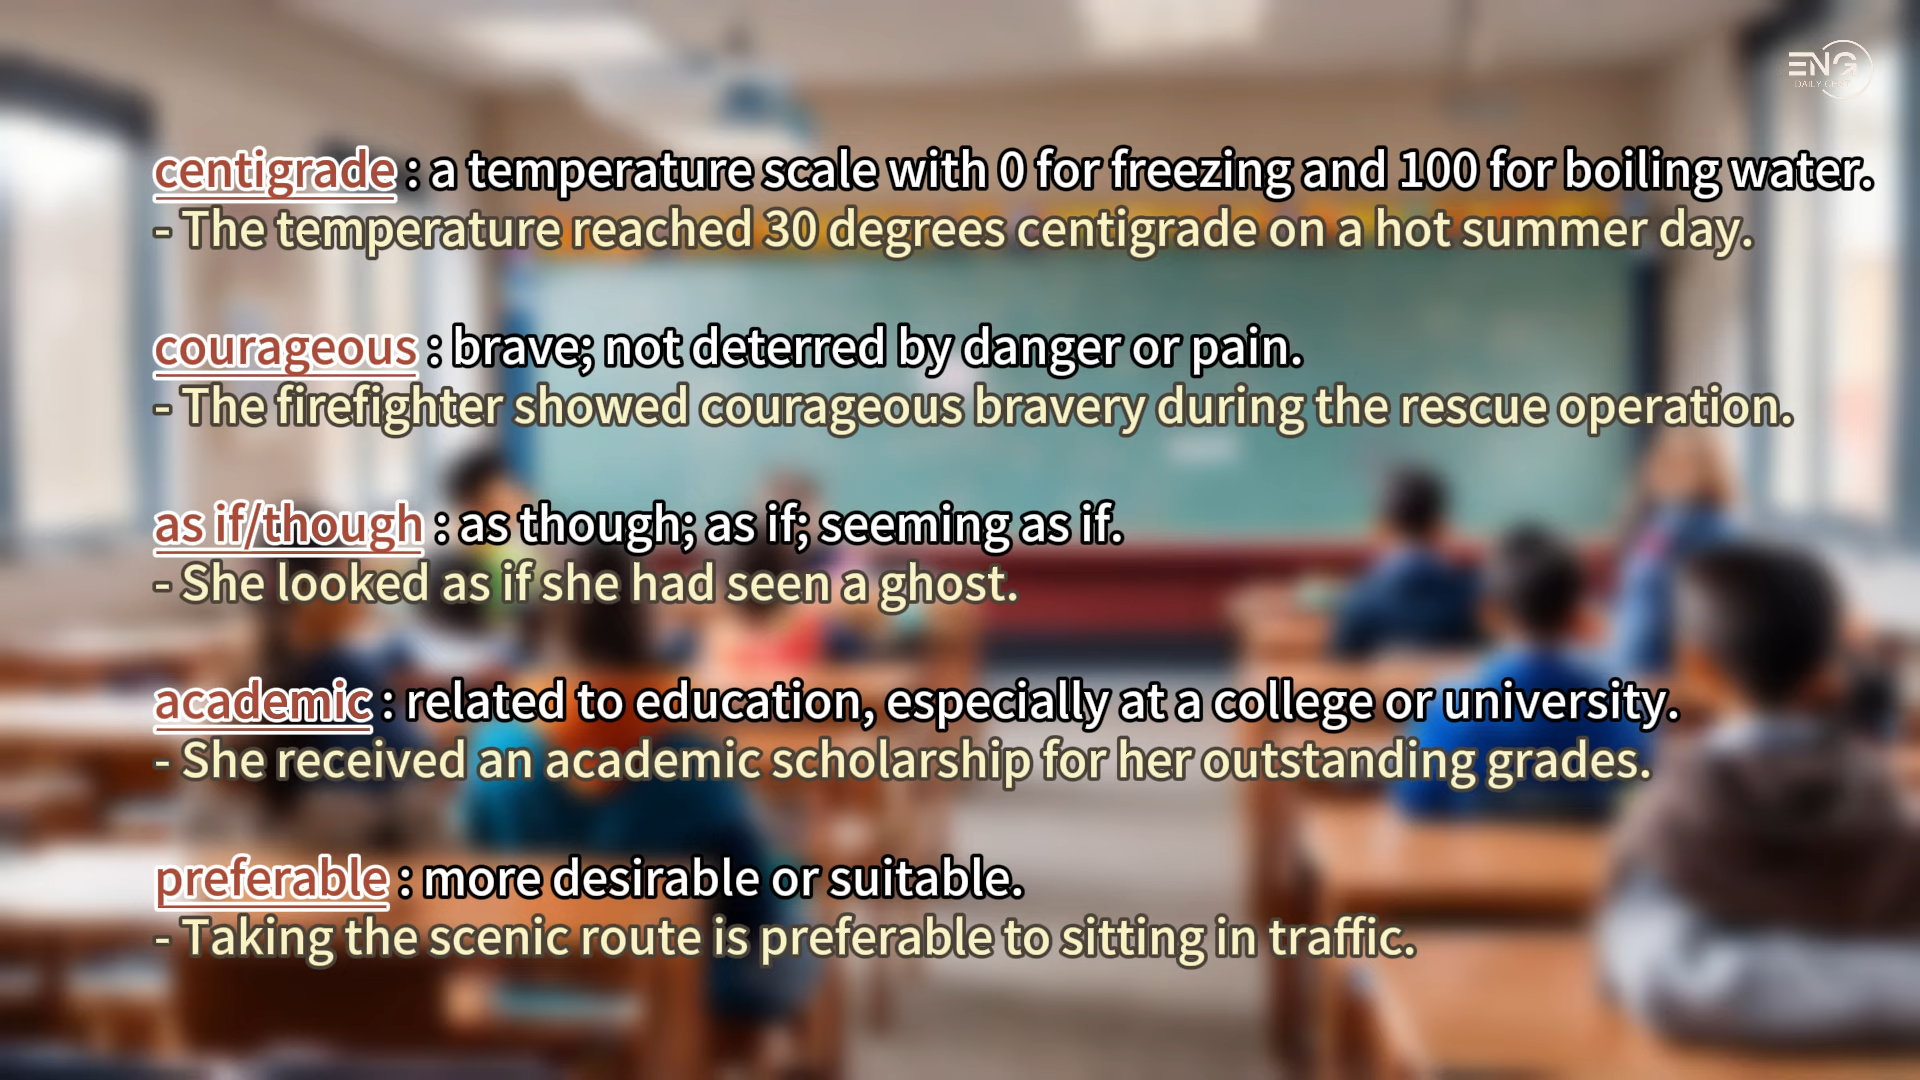 ENG
DAILY
centigrade : a temperature scale with 0 for freezing and 100 for boiling water.
- The temperature reached 30 degrees centigrade on a hot summer day.
courageous : brave; not deterred by danger or pain.
- The firefighter showed courageous bravery during the rescue operation.
as if/though : as though; as if; seeming as if.
- She looked as if she had seen a ghost.
academic : related to education, especially at a college or university.
- She received an academic scholarship for her outstanding grades.
preferable : more desirable or suitable.
- Taking the scenic route is preferable to sitting in traffic.